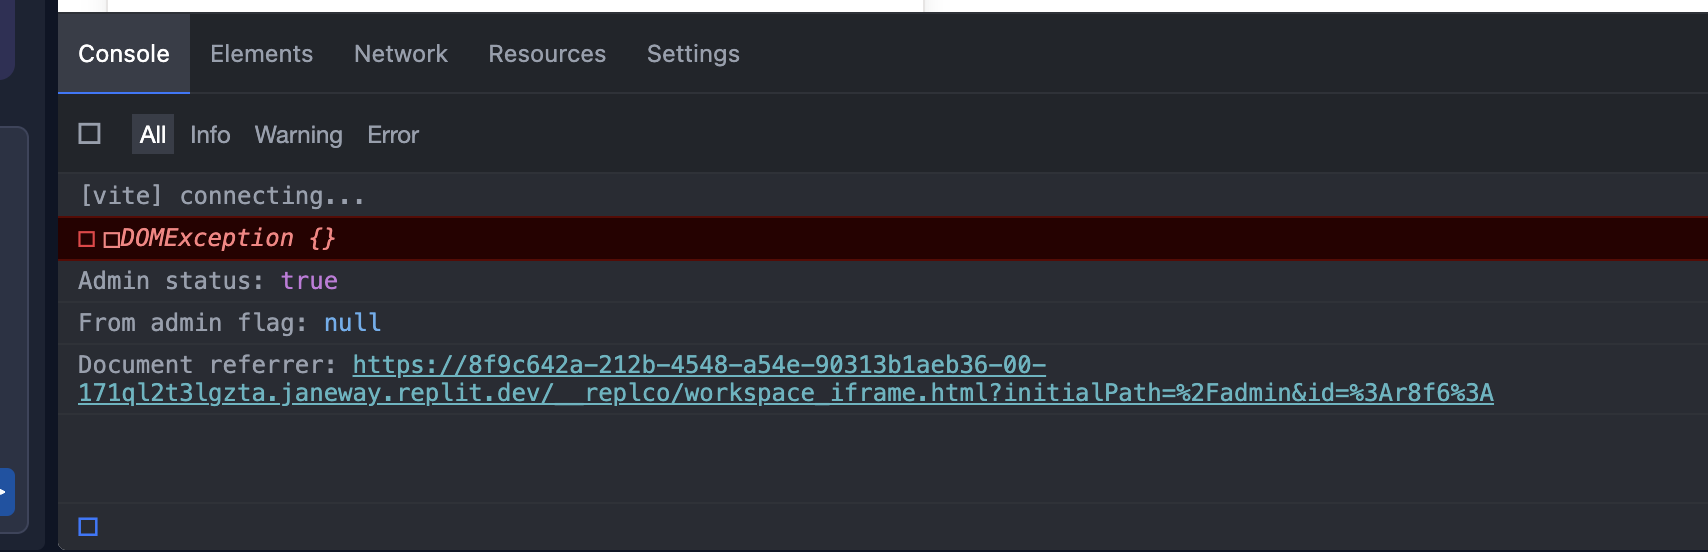 Console Elements Network Resources Settings
All Info Warning Error
[vite] connecting...
DOMException {}
Admin status: true
From admin flag: null
Document referrer: https://8f9c642a-212b-4548-a54e-90313b1aeb36-00-
171ql2t3lgzta.janeway.replit.dev/__replco/workspace_iframe.html?initialPath=%2Fadmin&id=%3Ar8f6%3A